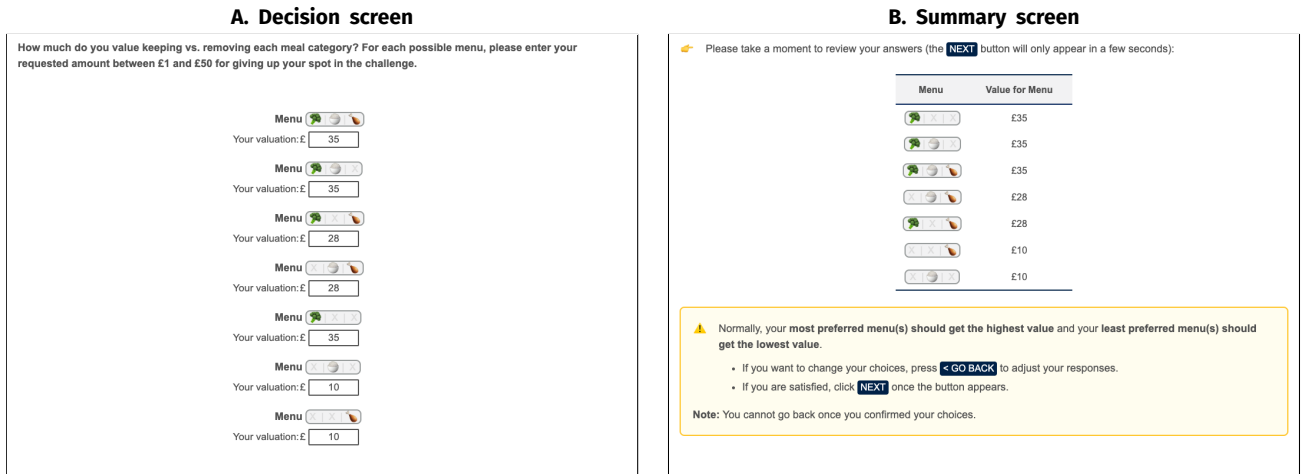 A. Decision screen
How much do you value keeping vs. removing each meal category? For each possible menu, please enter your
requested amount between £1 and £50 for giving up your spot in the challenge.
Menu
Your valuation: £ 35
Menu X
Your valuation: £ 35
Menu X
Your valuation: £ 28
Menu X
Your valuation: £ 28
Menu X X
Your valuation: £ 35
Menu X X
Your valuation: £ 10
Menu X X
Your valuation: £ 10
B. Summary screen
Please take a moment to review your answers (the NEXT button will only appear in a few seconds):
Menu Value for Menu
X X £35
X £35
£35
X £28
X £28
X X £10
X X £10
Normally, your most preferred menu(s) should get the highest value and your least preferred menu(s) should
get the lowest value.
• If you want to change your choices, press < GO BACK to adjust your responses.
• If you are satisfied, click NEXT once the button appears.
Note: You cannot go back once you confirmed your choices.